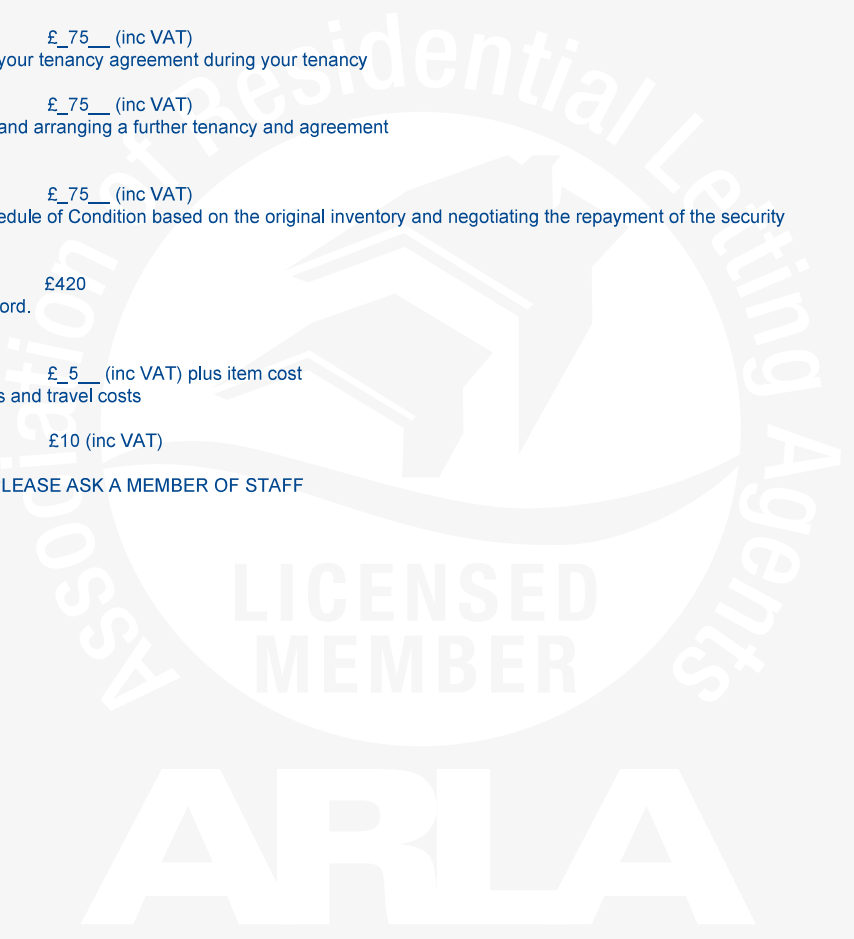 £_75__ (inc VAT)
your tenancy agreement during your tenancy
£_75__ (inc VAT)
and arranging a further tenancy and agreement
£_75__ (inc VAT)
edule of Condition based on the original inventory and negotiating the repayment of the security
£420
ord.
£_5__ (inc VAT) plus item cost
s and travel costs
£10 (inc VAT)
LEASE ASK A MEMBER OF STAFF
Association of Residential Letting Agents
LICENSED
MEMBER
ARLA